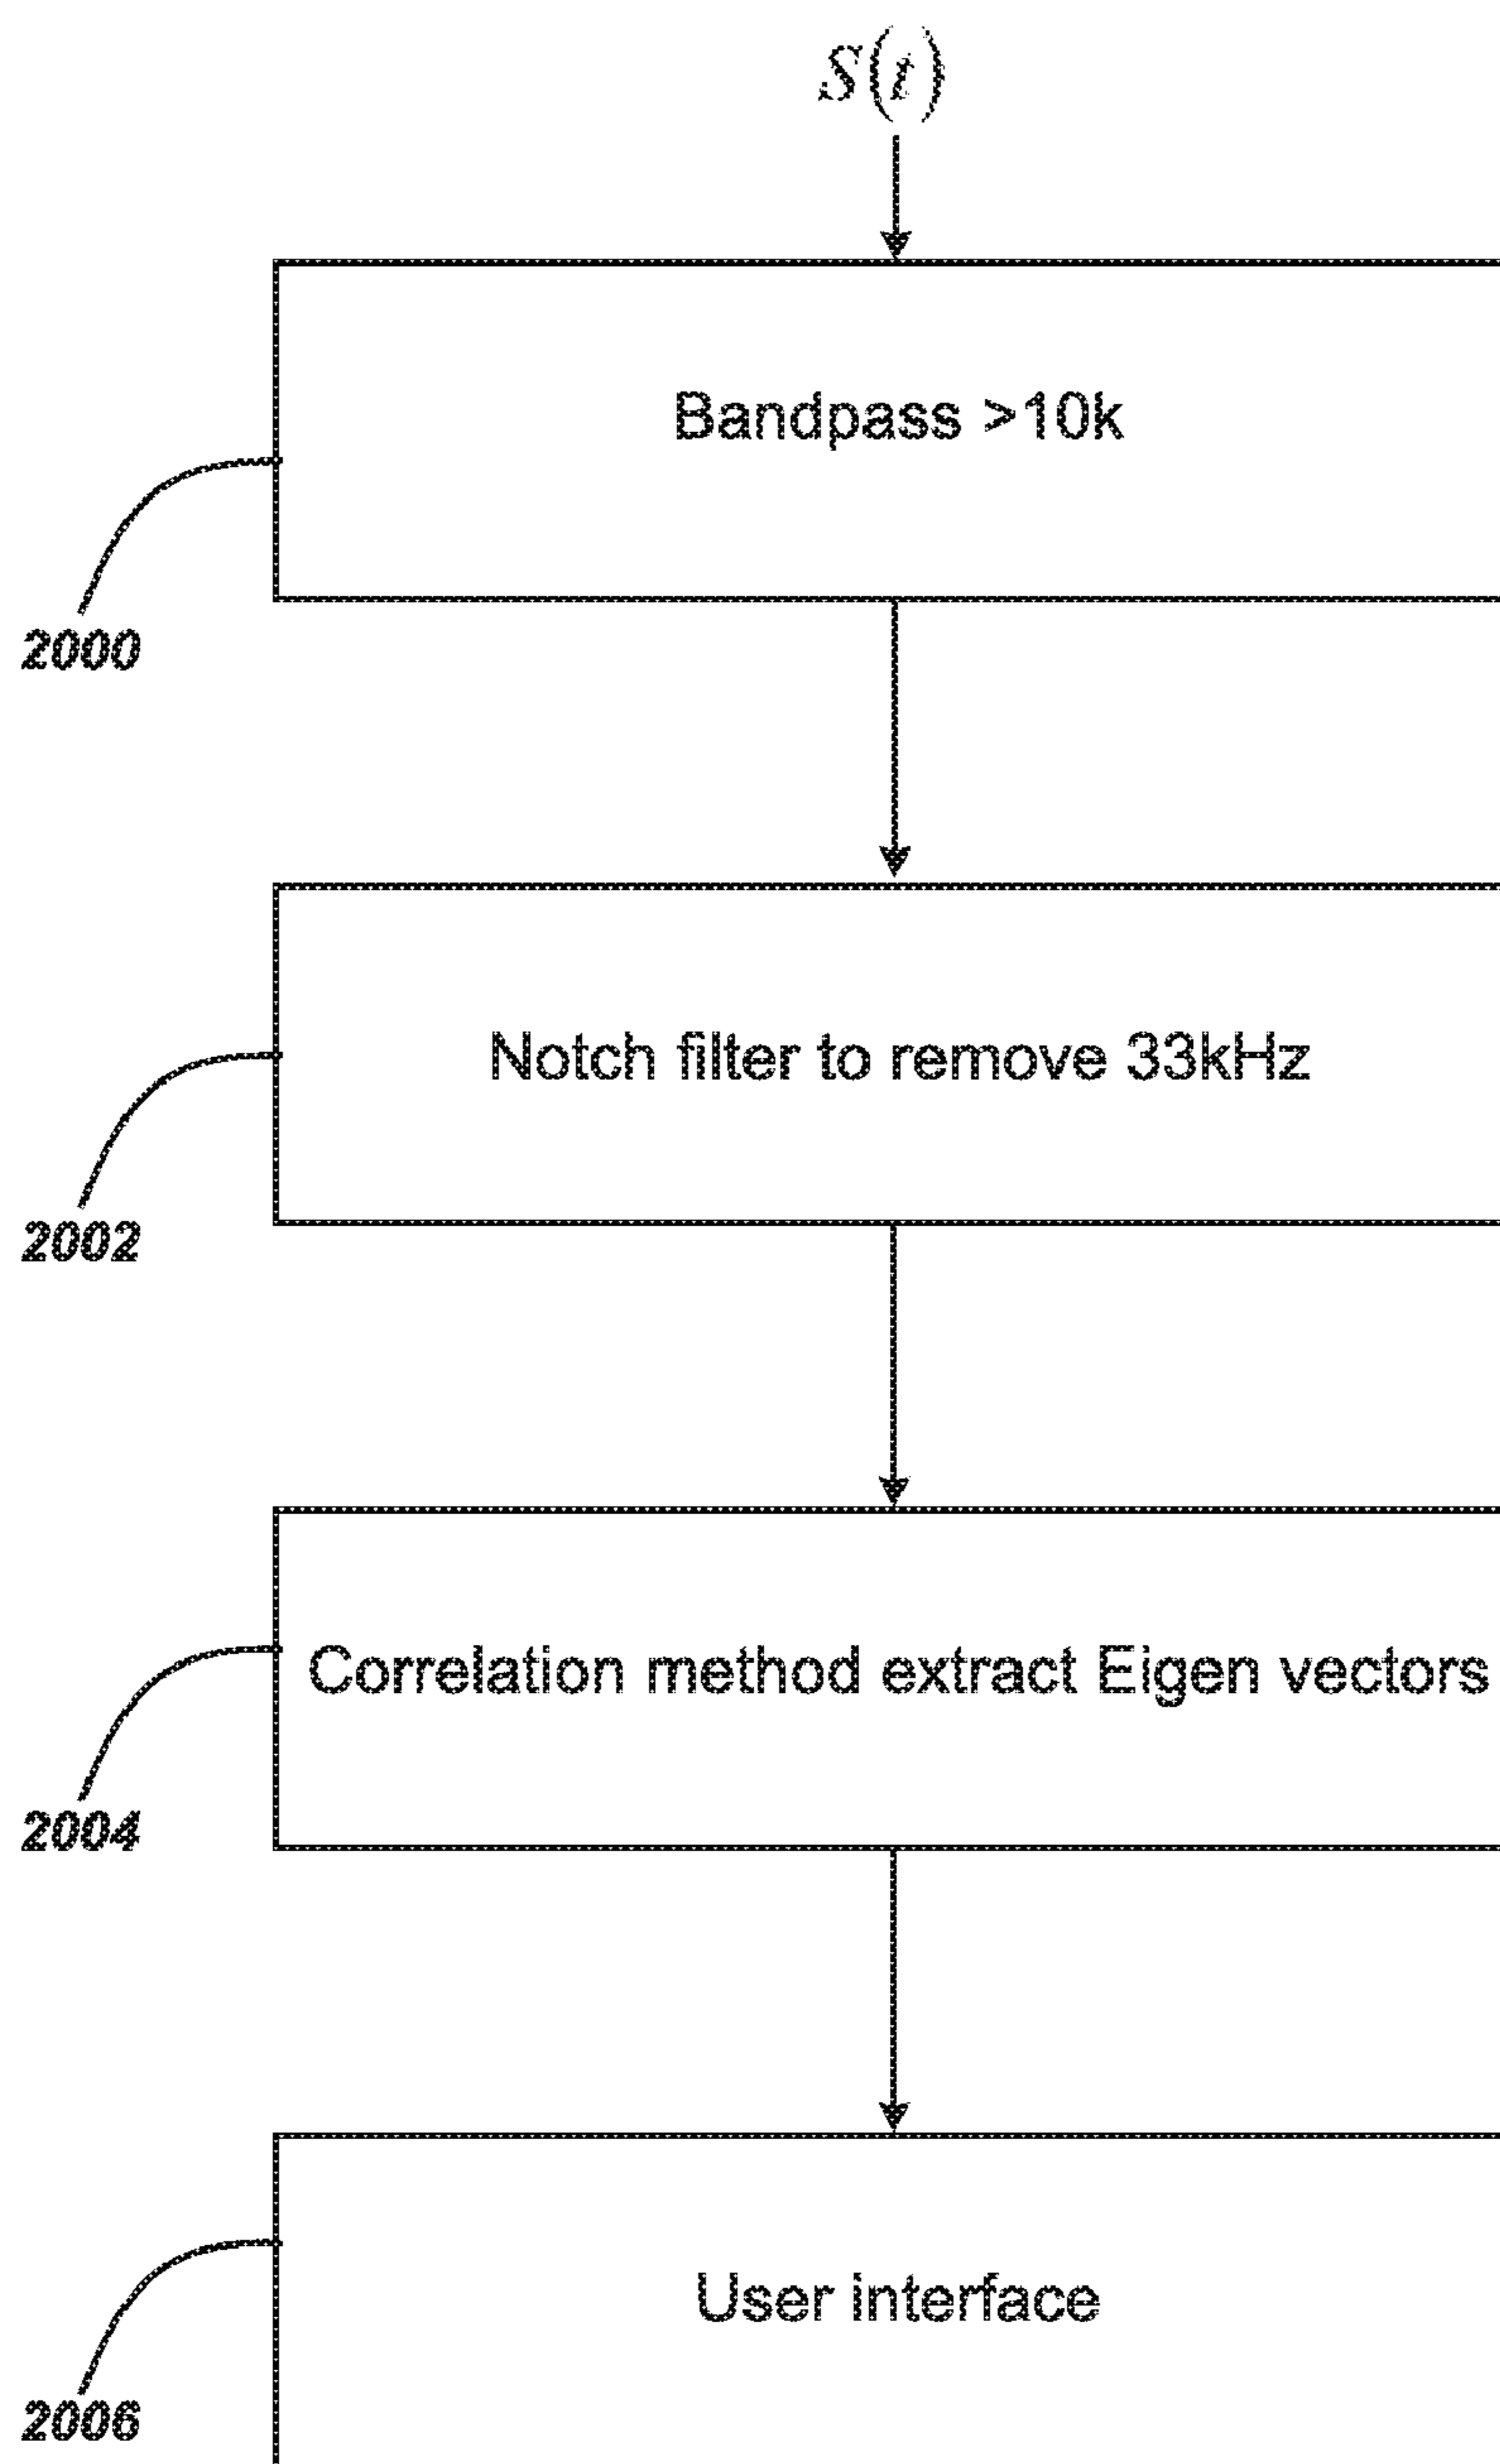 S(t)
Bandpass >10k
2000
Notch filter to remove 33kHz
2002
Correlation method extract Eigen vectors
2004
User interface
2006